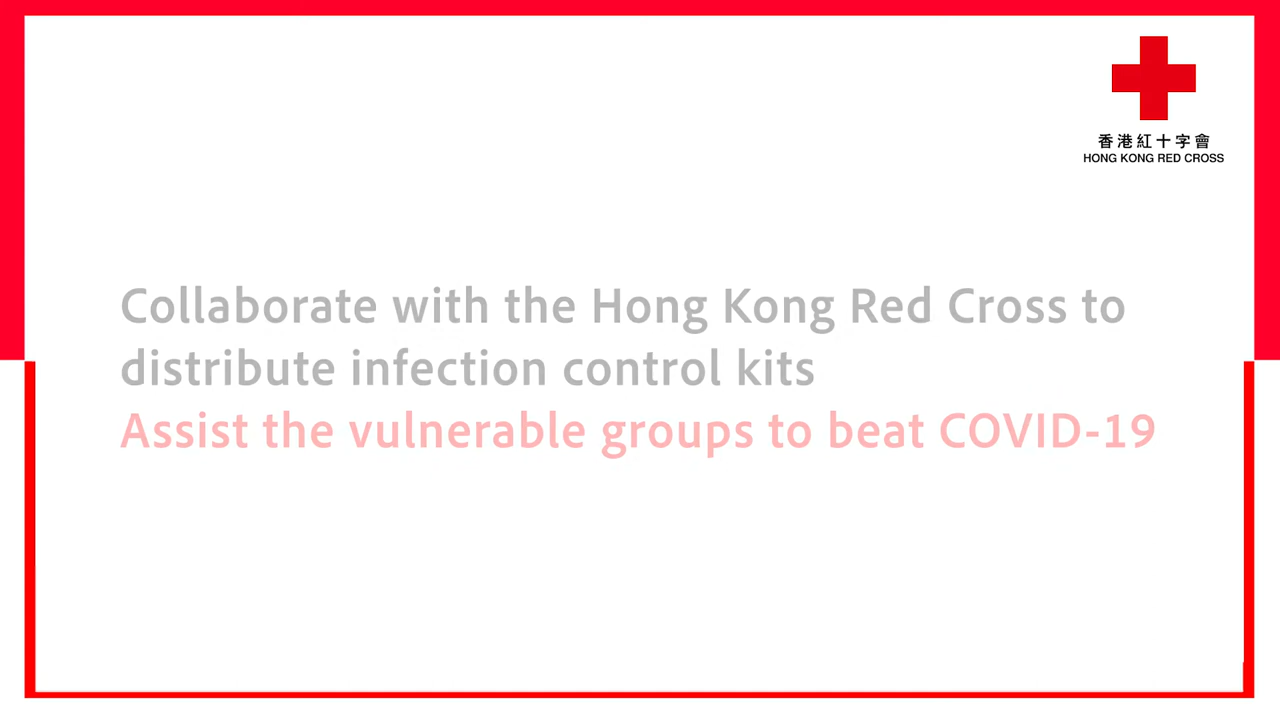 香港紅十字會
HONG KONG RED CROSS
Collaborate with the Hong Kong Red Cross to
distribute infection control kits
Assist the vulnerable groups to beat COVID-19